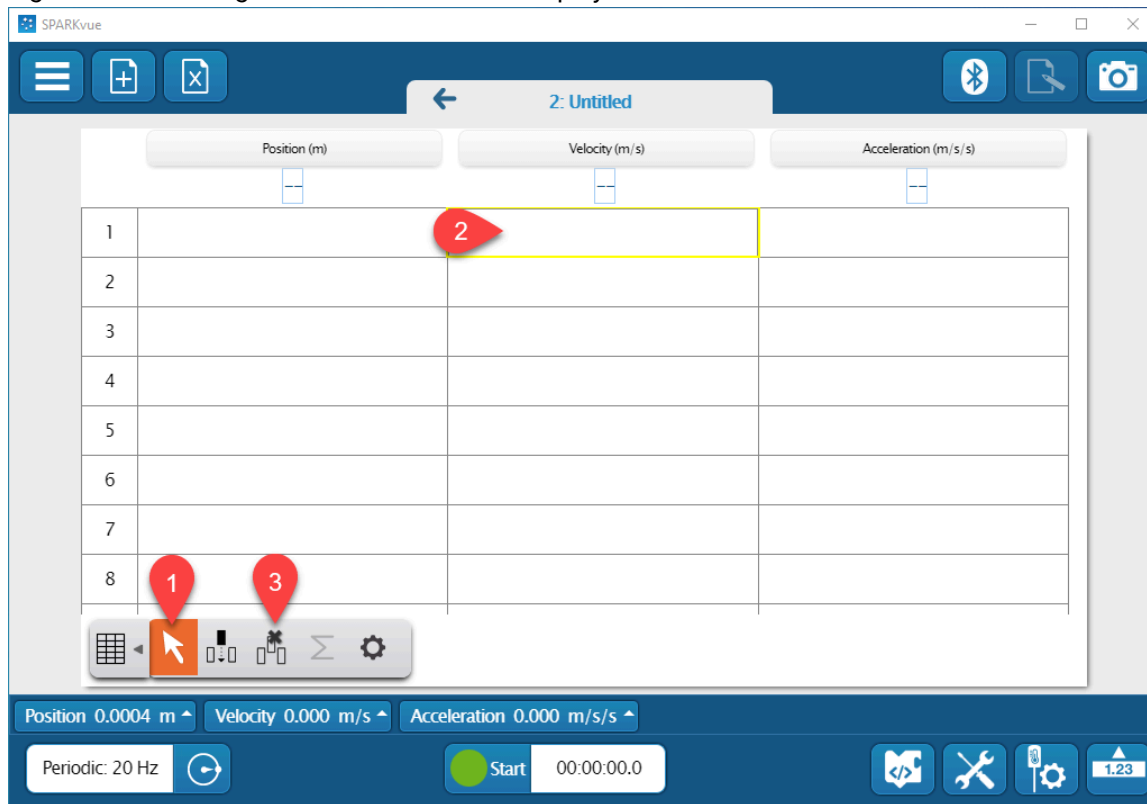 SPARKvue
2: Untitled
Position (m) Velocity (m/s) Acceleration (m/s/s)
-- -- --
1 2
2
3
4
5
6
7
8
1 3
Position 0.0004 m Velocity 0.000 m/s Acceleration 0.000 m/s/s
Periodic: 20 Hz Start 00:00:00.0 1.23